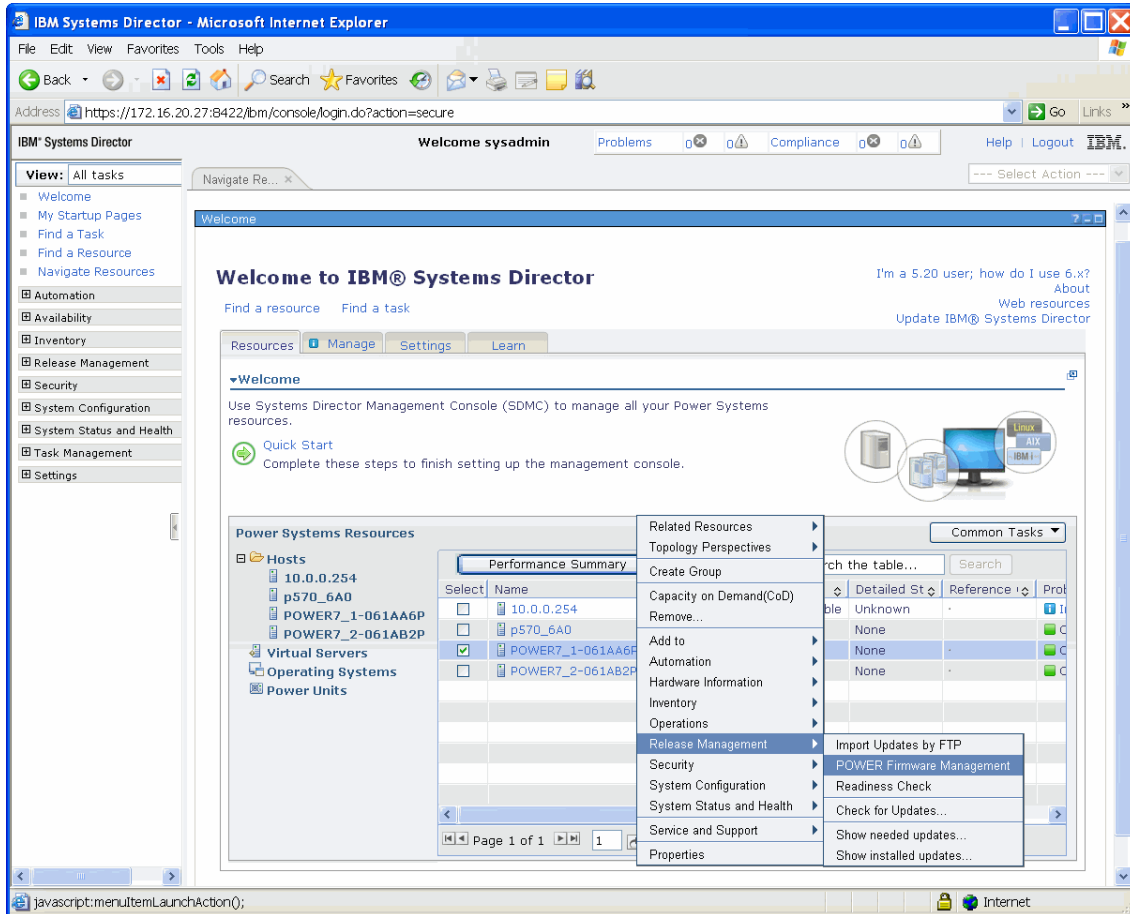 IBM Systems Director - Microsoft Internet Explorer
File Edit View Favorites Tools Help
Back Search Favorites
Address https://172.16.20.27:8422/ibm/console/login.do?action=secure Go Links »
IBM® Systems Director Welcome sysadmin Problems 0 0 Compliance 0 0 Help | Logout IBM.
View: All tasks
Navigate Re... ×
--- Select Action ---
Welcome
My Startup Pages
Find a Task
Find a Resource
Navigate Resources
Automation
Availability
Inventory
Release Management
Security
System Configuration
System Status and Health
Task Management
Settings
Welcome
Welcome to IBM® Systems Director
Find a resource Find a task
I'm a 5.20 user; how do I use 6.x?
About
Web resources
Update IBM® Systems Director
Resources Manage Settings Learn
Welcome
Use Systems Director Management Console (SDMC) to manage all your Power Systems
resources.
Quick Start
Complete these steps to finish setting up the management console.
Linux
AIX
IBM i
Power Systems Resources
Hosts
10.0.0.254
p570_6A0
POWER7_1-061AA6P
POWER7_2-061AB2P
Virtual Servers
Operating Systems
Power Units
Performance Summary
rch the table... Search
Common Tasks
Select Name Detailed St Reference Prob
10.0.0.254 ble Unknown
p570_6A0 None
POWER7_1-061AA6P None
POWER7_2-061AB2P None
Page 1 of 1 1
Related Resources
Topology Perspectives
Create Group
Capacity on Demand(CoD)
Remove...
Add to
Automation
Hardware Information
Inventory
Operations
Release Management
Security
System Configuration
System Status and Health
Service and Support
Properties
Import Updates by FTP
POWER Firmware Management
Readiness Check
Check for Updates...
Show needed updates...
Show installed updates...
javascript:menuItemLaunchAction(); Internet